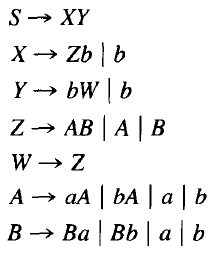 S → XY
X → Zb | b
Y → bW | b
Z → AB | A | B
W → Z
A → aA | bA | a | b
B → Ba | Bb | a | b